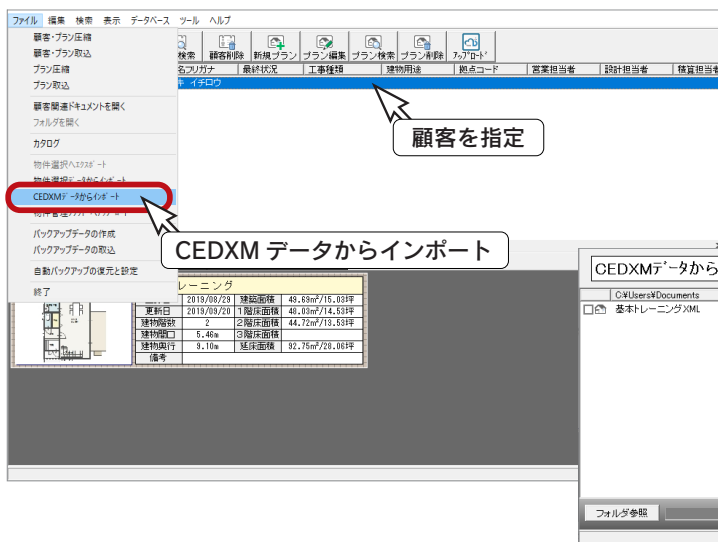 ファイル 編集 検索 表示 データベース ツール ヘルプ
顧客・プラン圧縮
顧客・プラン取込
プラン圧縮
プラン取込
顧客関連ドキュメントを開く
フォルダを開く
カタログ
物件選択へエクスポート
物件選択データからインポート
CEDXMデータからインポート
バックアップデータの作成
バックアップデータの取込
自動バックアップの復元と設定
終了
検索 顧客削除 新規プラン プラン編集 プラン検索 プラン削除 アップロード
名フリガナ 最終状況 工事種類 建物用途 拠点コード 営業担当者 設計担当者 積算担当者
キ イチロウ
顧客を指定
CEDXM データからインポート
レーニング
2019/08/29 建築面積 49.69m²/15.03坪
更新日 2019/09/20 1階床面積 48.03m²/14.53坪
建物階数 2 2階床面積 44.72m²/13.53坪
建物間口 5.46m 3階床面積
建物奥行 9.10m 延床面積 92.75m²/28.06坪
備考
CEDXMデータから
C:¥Users¥Documents
基本トレーニングXML
フォルダ参照